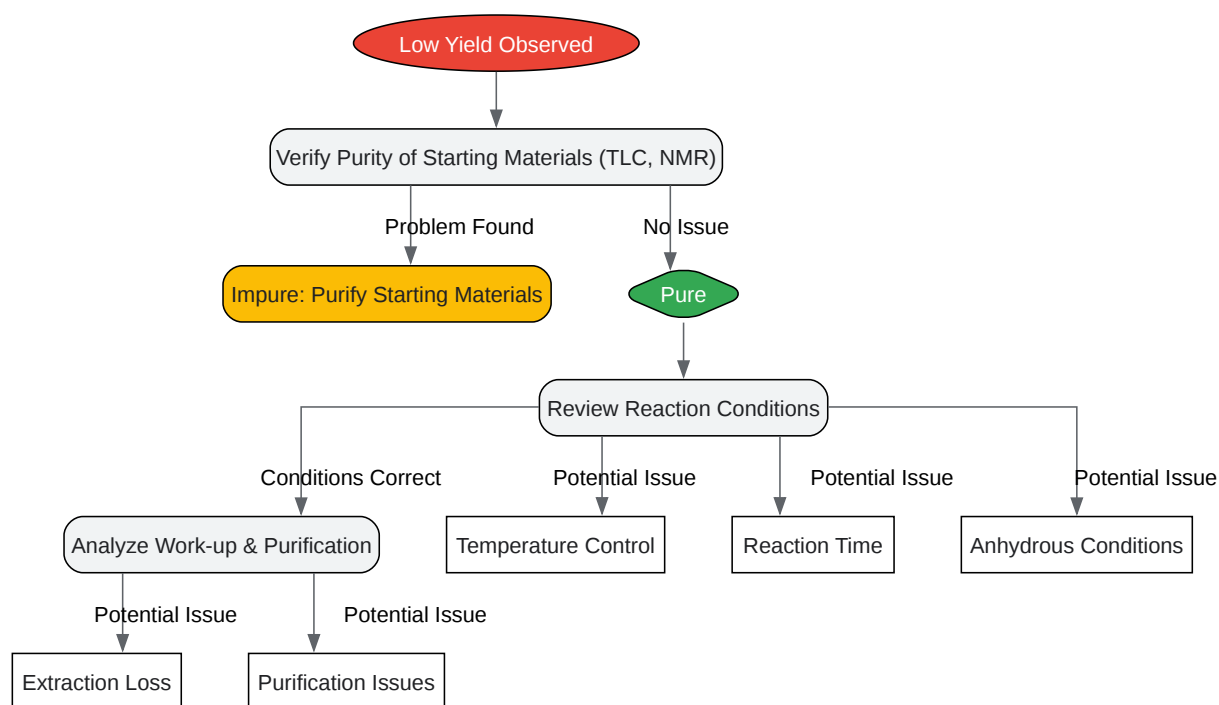 Low Yield Observed
Verify Purity of Starting Materials (TLC, NMR)
Problem Found
No Issue
Impure: Purify Starting Materials
Pure
Review Reaction Conditions
Conditions Correct
Potential Issue
Potential Issue
Potential Issue
Analyze Work-up & Purification
Temperature Control
Reaction Time
Anhydrous Conditions
Potential Issue
Potential Issue
Extraction Loss
Purification Issues